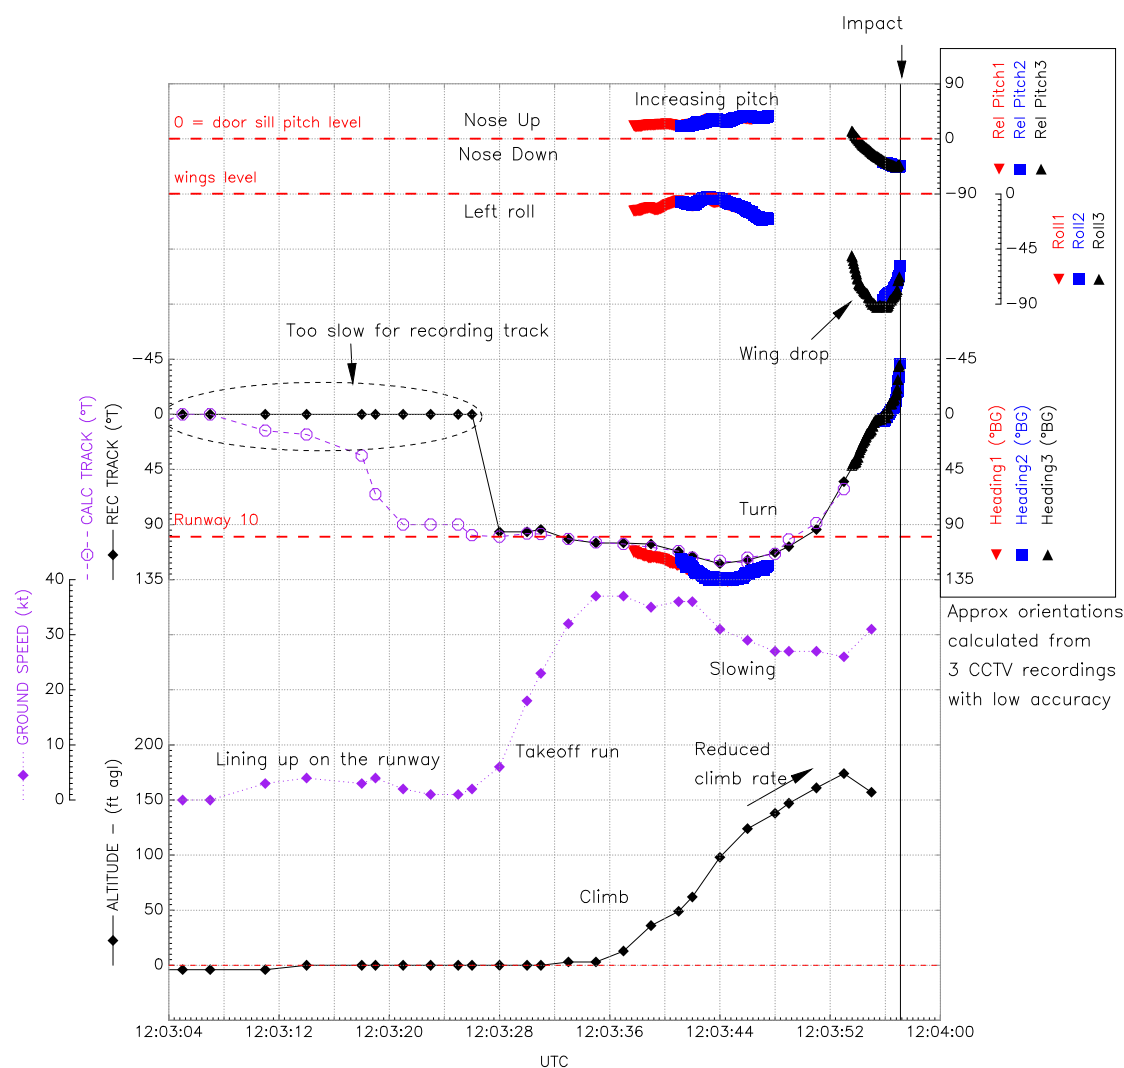 Impact
90
0
-90
Rel Pitch1
Rel Pitch2
Rel Pitch3
Increasing pitch
0 = door sill pitch level
Nose Up
Nose Down
wings level
Left roll
0
-45
-90
Roll1
Roll2
Roll3
Too slow for recording track
Wing drop
-45
0
45
90
135
-45
0
45
90
135
CALC TRACK (°T)
REC TRACK (°T)
Heading1 (°BG)
Heading2 (°BG)
Heading3 (°BG)
Runway 10
Turn
40
30
20
10
0
GROUND SPEED (kt)
Approx orientations
calculated from
3 CCTV recordings
with low accuracy
Slowing
Takeoff run
Lining up on the runway
Reduced
climb rate
200
150
100
50
0
ALTITUDE - (ft agl)
Climb
12:03:04
12:03:12
12:03:20
12:03:28
12:03:36
12:03:44
12:03:52
12:04:00
UTC